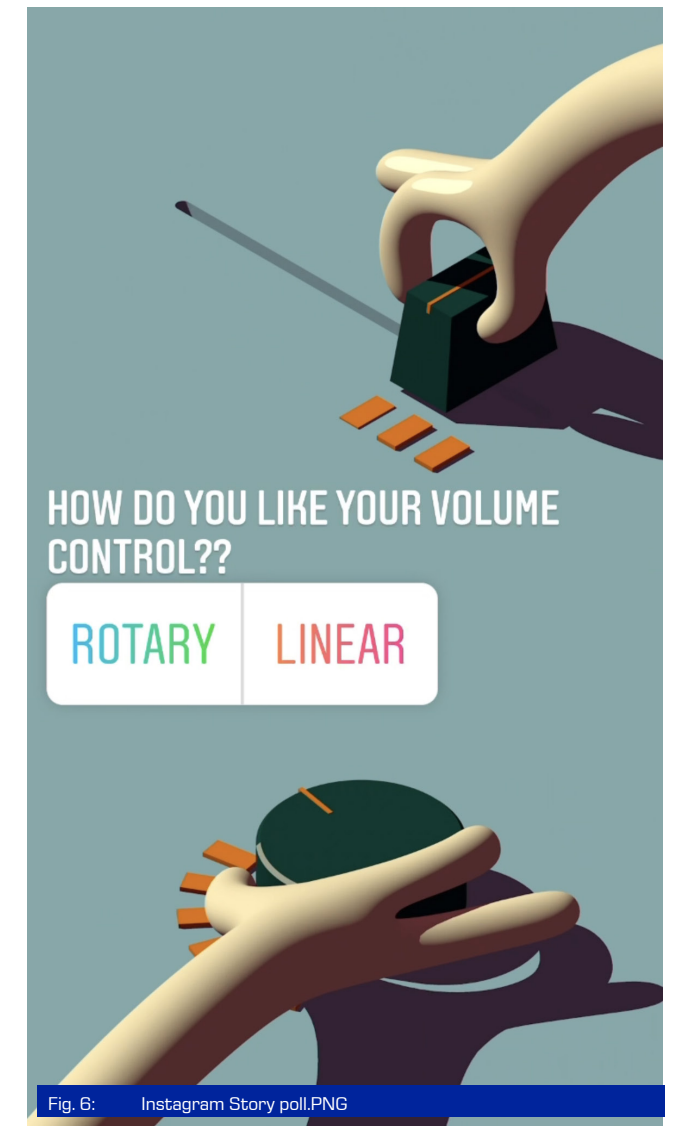 HOW DO YOU LIKE YOUR VOLUME
CONTROL??
ROTARY LINEAR
Fig. 6: Instagram Story poll.PNG